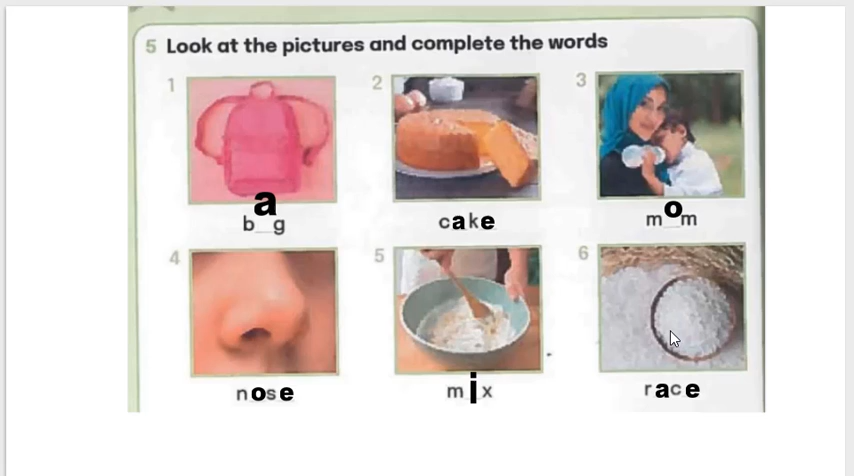 5 Look at the pictures and complete the words
1 2 3
bag cake mom
4 5 6
nose mix race